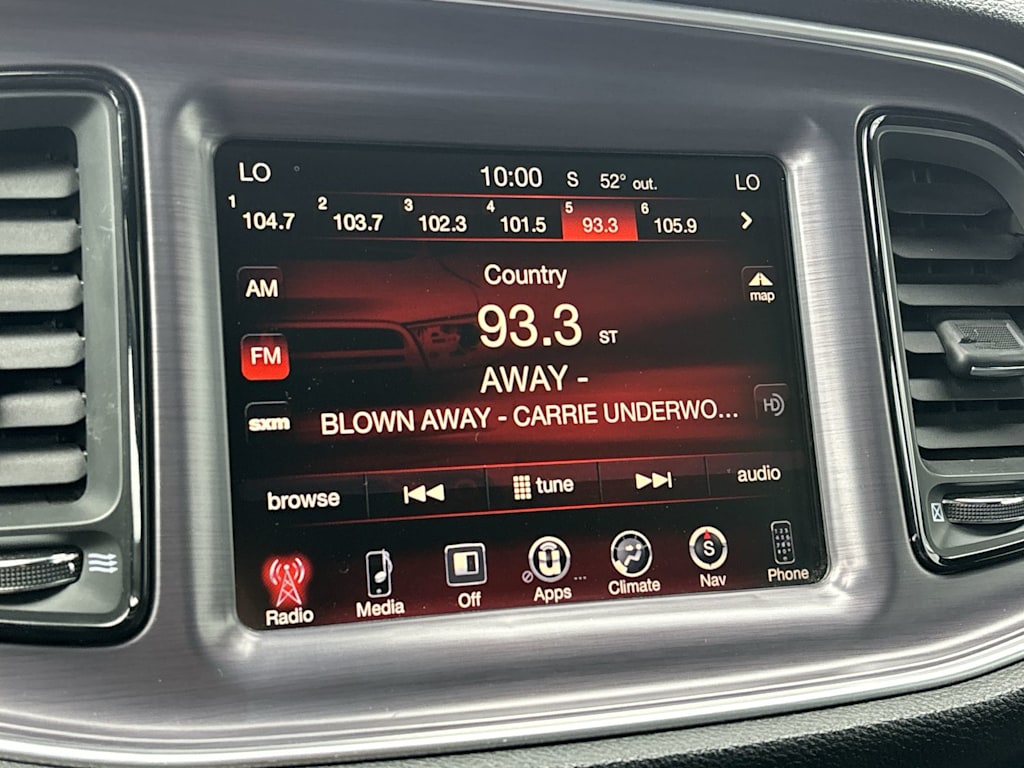 LO 10:00 S 52° out. LO
1 104.7 2 103.7 3 102.3 4 101.5 5 93.3 6 105.9
Country
AM
map
93.3 ST
FM
AWAY -
HD
sxm
BLOWN AWAY - CARRIE UNDERWO...
browse tune audio
S
Radio Media Off Apps ... Climate Nav Phone